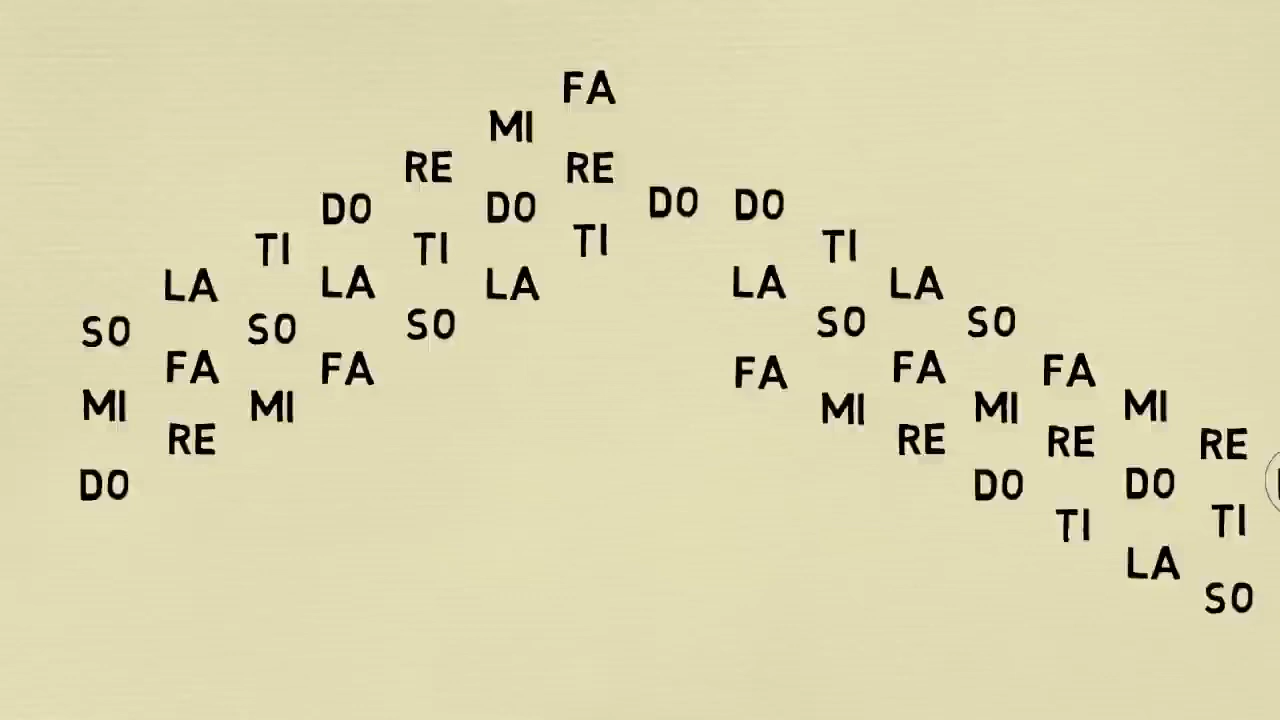 FA
MI
RE RE
DO DO DO DO
TI TI TI TI
LA LA LA LA LA
SO SO SO SO SO
FA FA FA FA FA
MI MI MI MI MI
RE RE RE RE
DO DO DO
TI TI
LA
SO